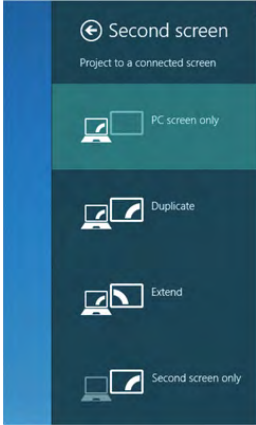 Second screen
Project to a connected screen
PC screen only
Duplicate
Extend
Second screen only